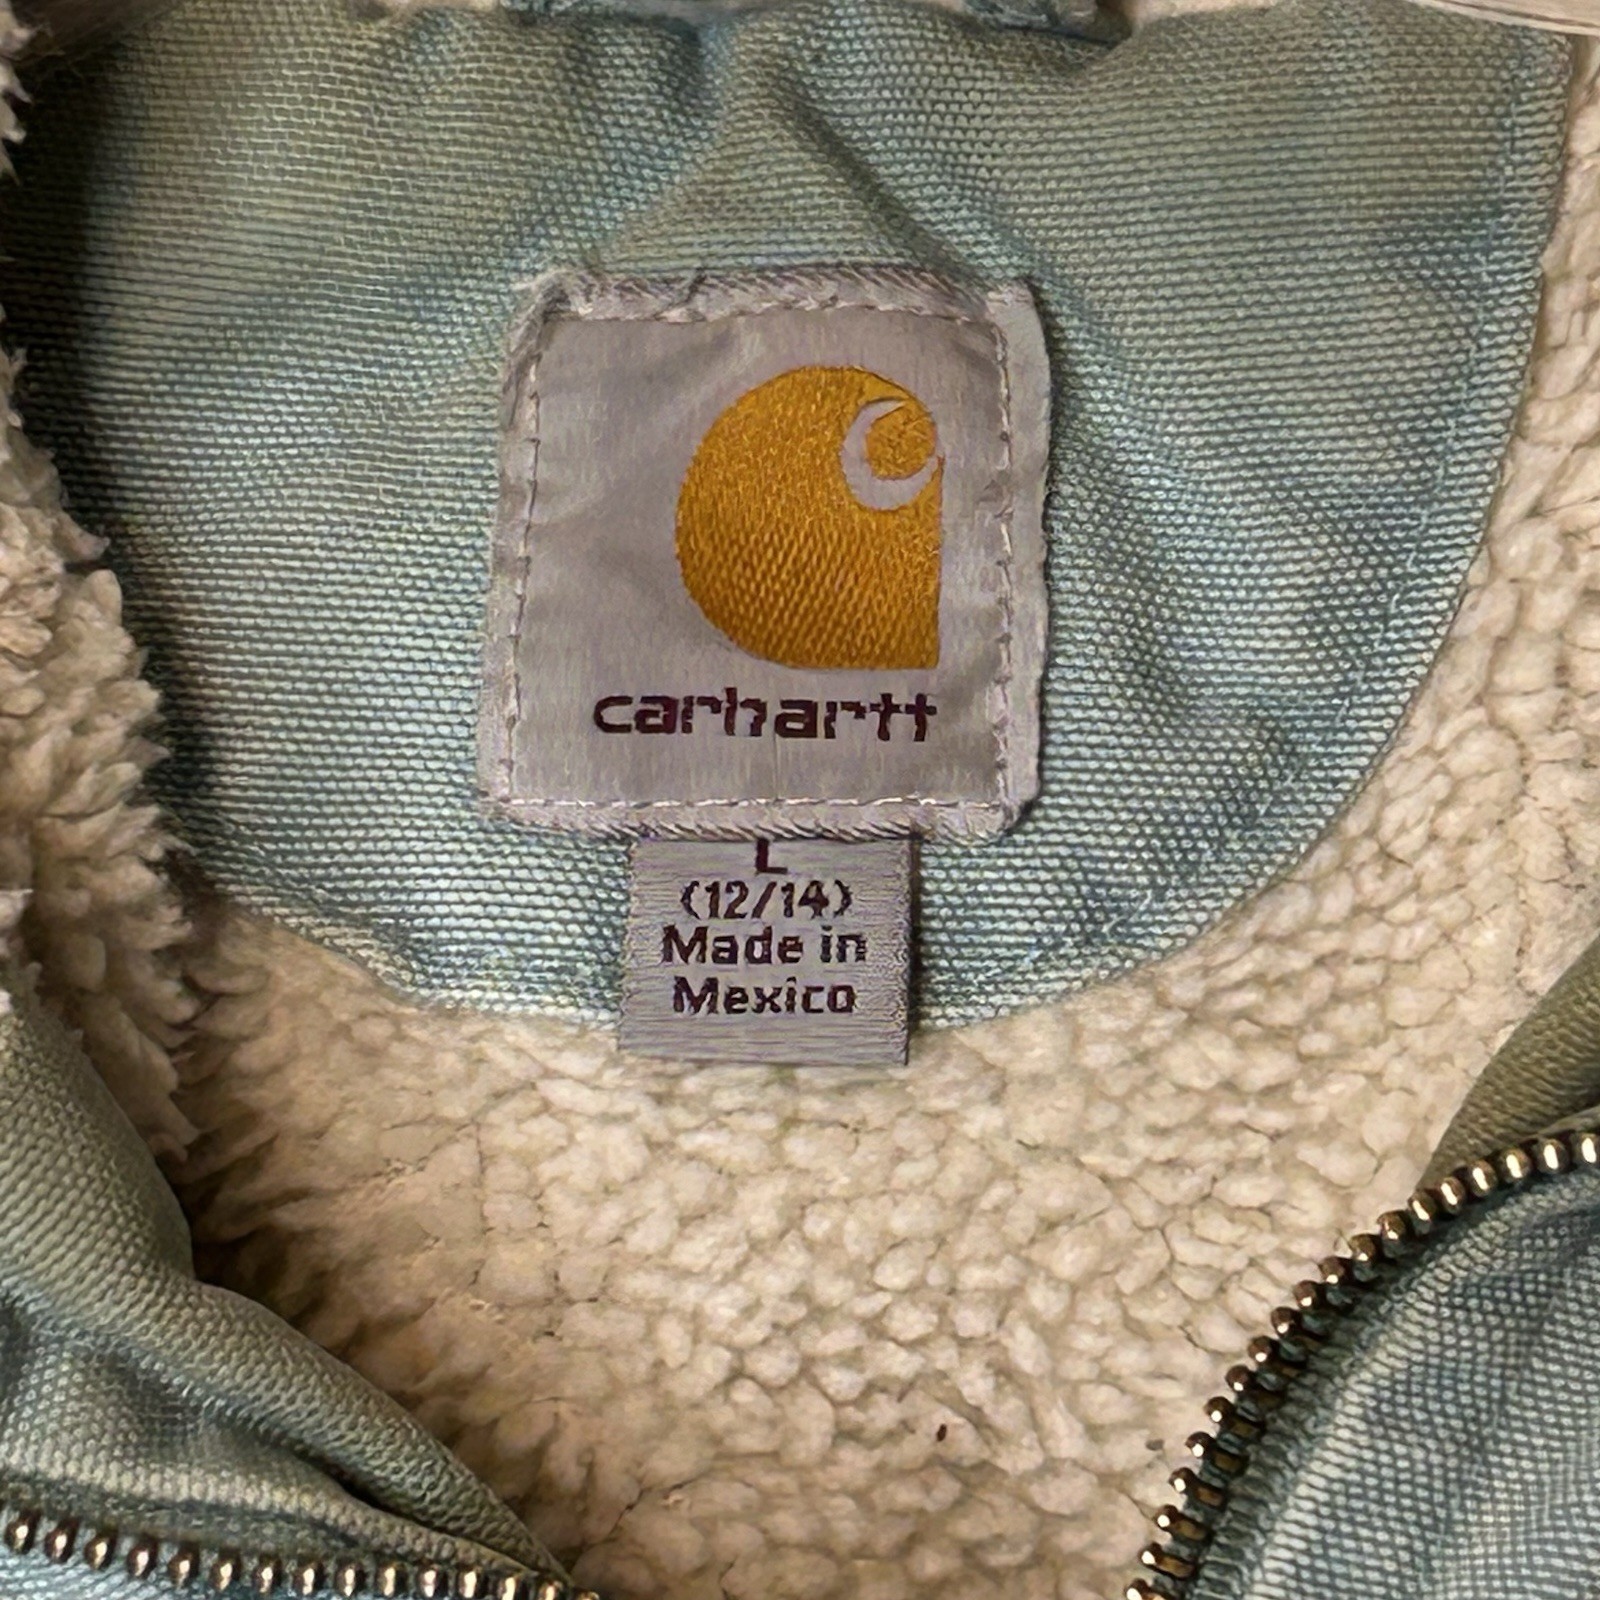 carhartt
L
(12/14)
Made in
Mexico